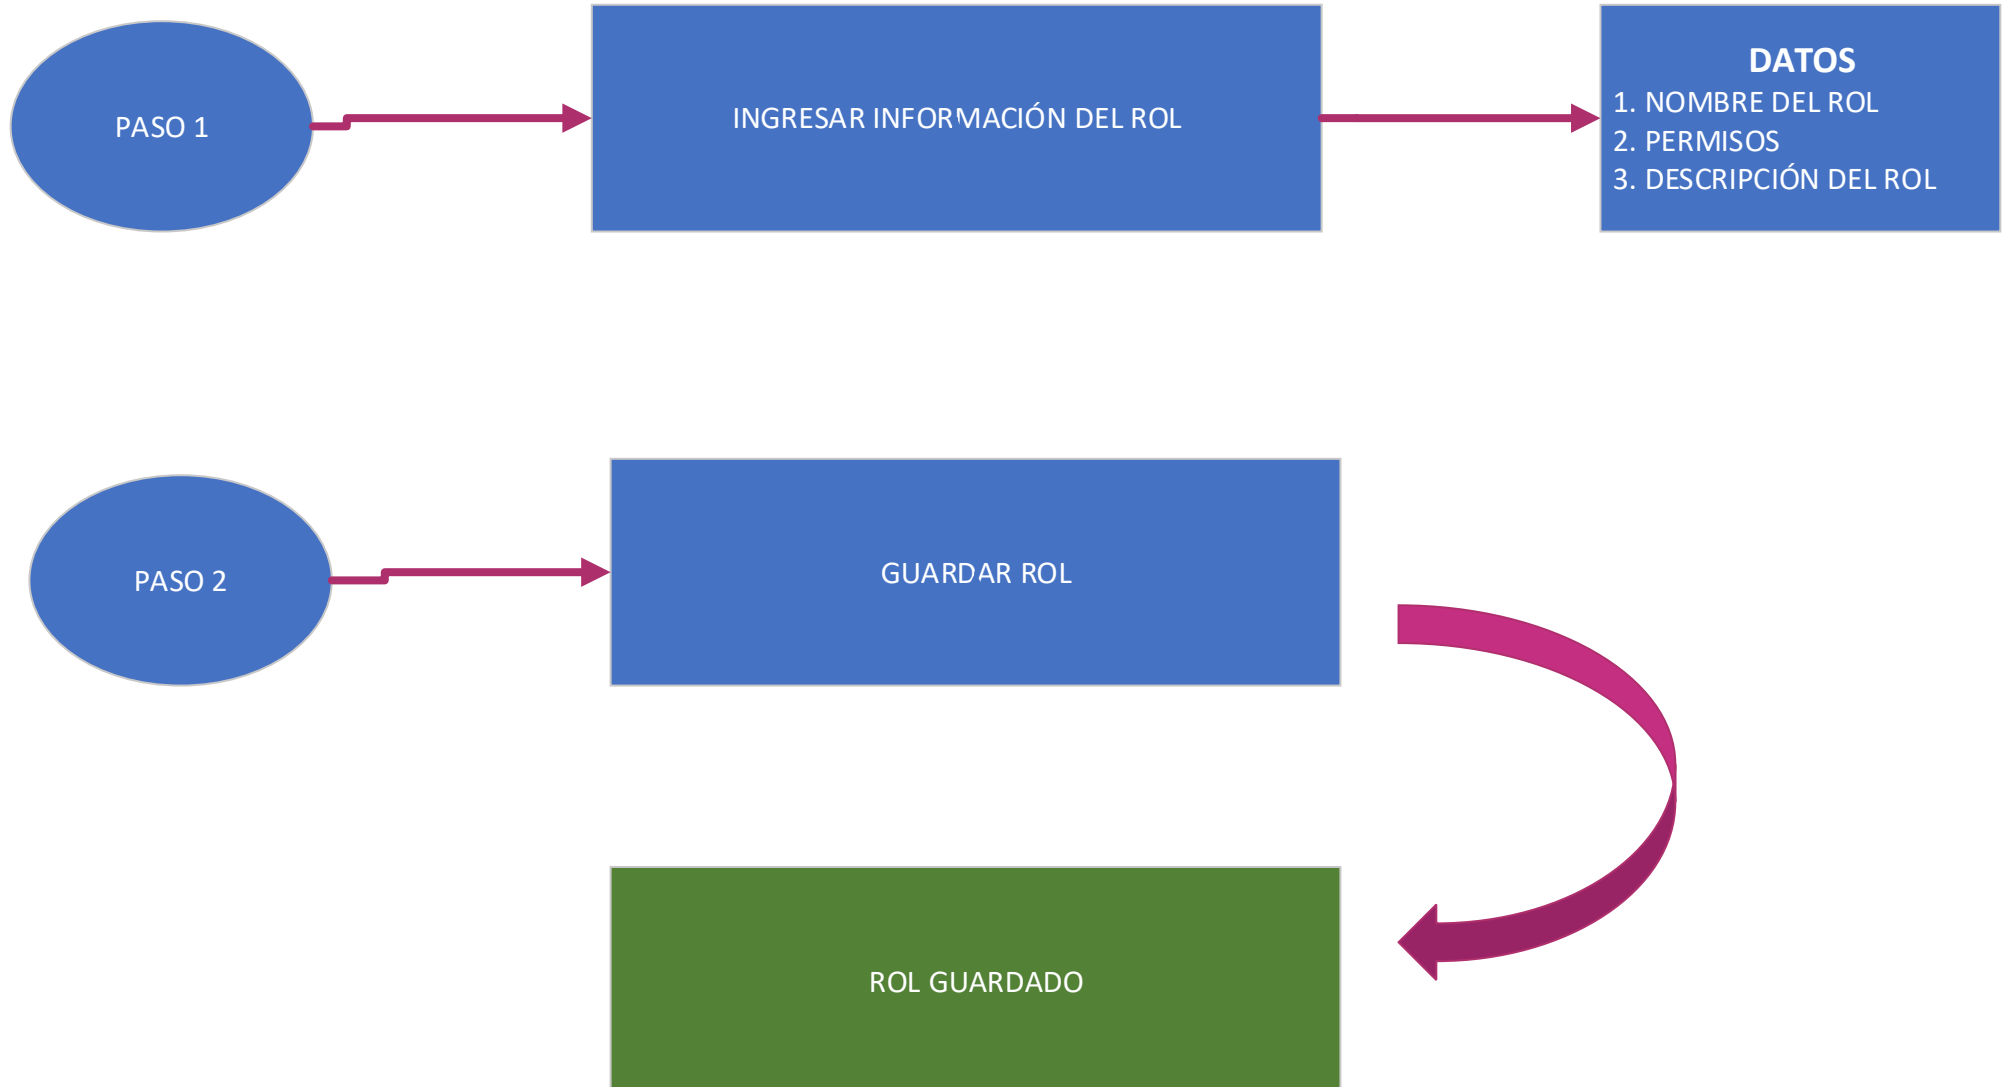 PASO 1
INGRESAR INFORMACIÓN DEL ROL
DATOS
1. NOMBRE DEL ROL
2. PERMISOS
3. DESCRIPCIÓN DEL ROL
PASO 2
GUARDAR ROL
ROL GUARDADO